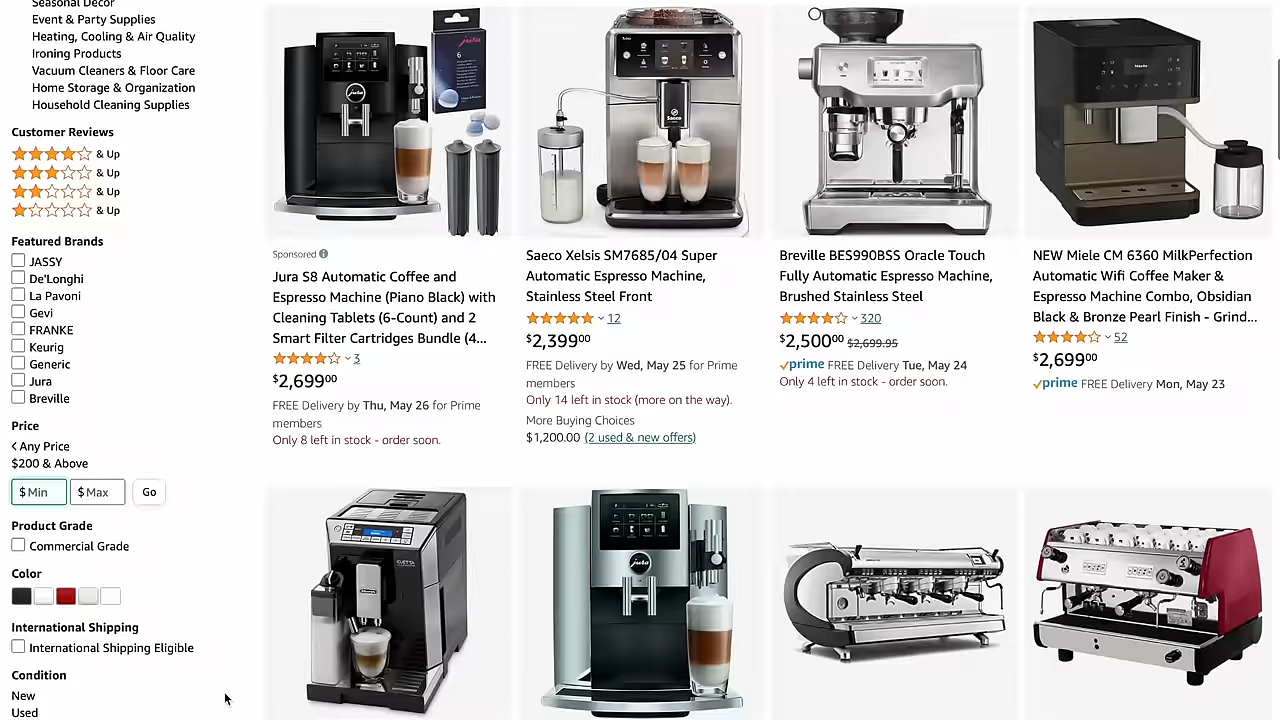 Seasonal Decor
Event & Party Supplies
Heating, Cooling & Air Quality
Ironing Products
Vacuum Cleaners & Floor Care
Home Storage & Organization
Household Cleaning Supplies
Customer Reviews
& Up
& Up
& Up
& Up
Featured Brands
JASSY
De'Longhi
La Pavoni
Gevi
FRANKE
Keurig
Generic
Jura
Breville
Price
Any Price
$200 & Above
$ Min $ Max Go
Product Grade
Commercial Grade
Color
International Shipping
International Shipping Eligible
Condition
New
Used
jura
jura
6
Sponsored
Jura S8 Automatic Coffee and
Espresso Machine (Piano Black) with
Cleaning Tablets (6-Count) and 2
Smart Filter Cartridges Bundle (4...
3
$2,699.00
FREE Delivery by Thu, May 26 for Prime
members
Only 8 left in stock - order soon.
Saeco
Saeco Xelsis SM7685/04 Super
Automatic Espresso Machine,
Stainless Steel Front
12
$2,399.00
FREE Delivery by Wed, May 25 for Prime
members
Only 14 left in stock (more on the way).
More Buying Choices
$1,200.00 (2 used & new offers)
Breville BES990BSS Oracle Touch
Fully Automatic Espresso Machine,
Brushed Stainless Steel
320
$2,500.00 $2,699.95
prime FREE Delivery Tue, May 24
Only 4 left in stock - order soon.
Miele
NEW Miele CM 6360 MilkPerfection
Automatic Wifi Coffee Maker &
Espresso Machine Combo, Obsidian
Black & Bronze Pearl Finish - Grind...
52
$2,699.00
prime FREE Delivery Mon, May 23
jura